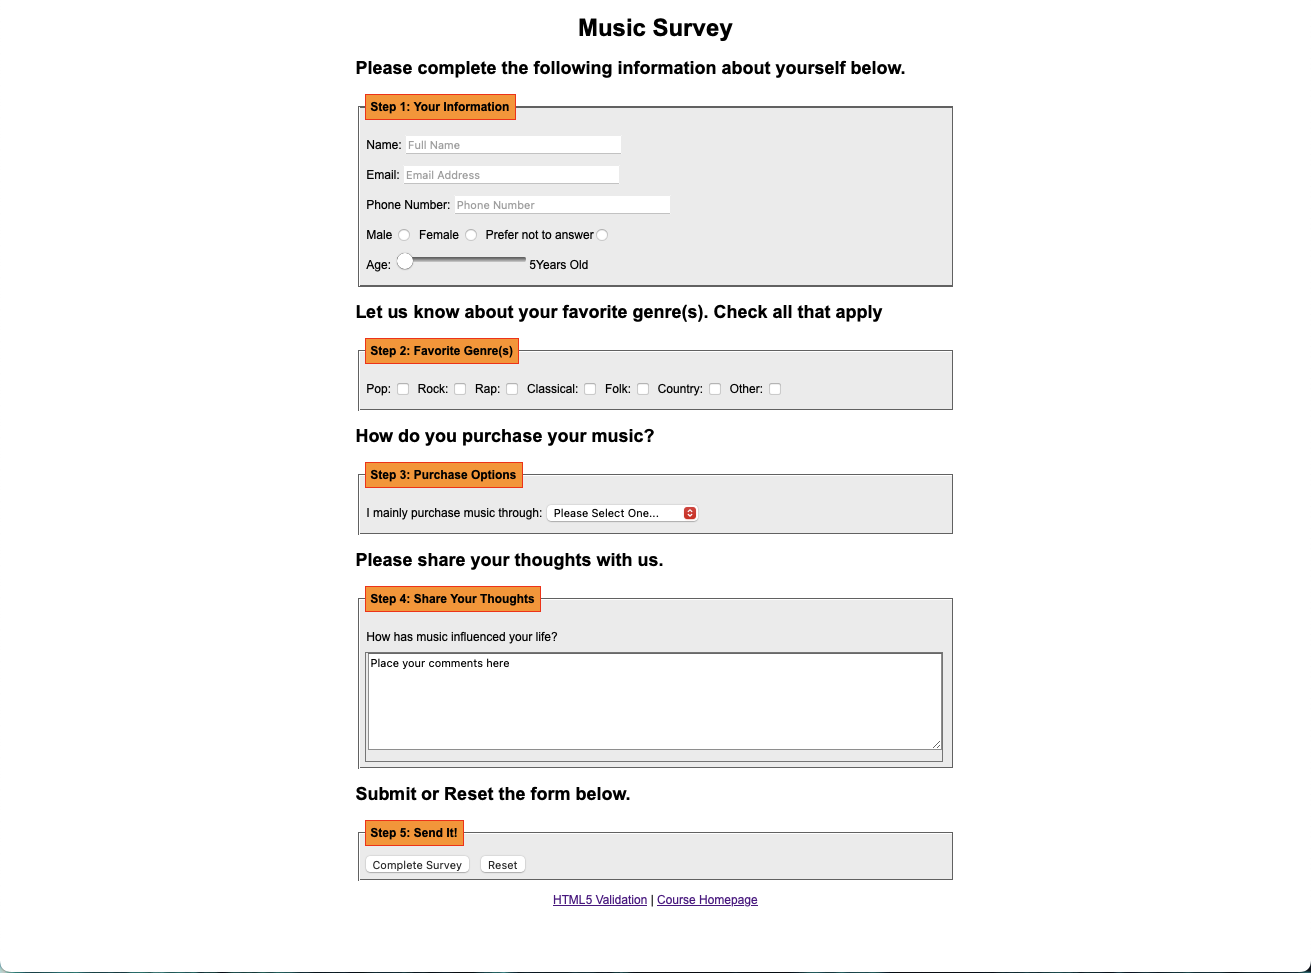 Music Survey
Please complete the following information about yourself below.
Step 1: Your Information
Name: Full Name
Email: Email Address
Phone Number: Phone Number
Male Female Prefer not to answer
Age: 5Years Old
Let us know about your favorite genre(s). Check all that apply
Step 2: Favorite Genre(s)
Pop: Rock: Rap: Classical: Folk: Country: Other:
How do you purchase your music?
Step 3: Purchase Options
I mainly purchase music through: Please Select One...
Please share your thoughts with us.
Step 4: Share Your Thoughts
How has music influenced your life?
Place your comments here
Submit or Reset the form below.
Step 5: Send It!
Complete Survey Reset
HTML5 Validation | Course Homepage